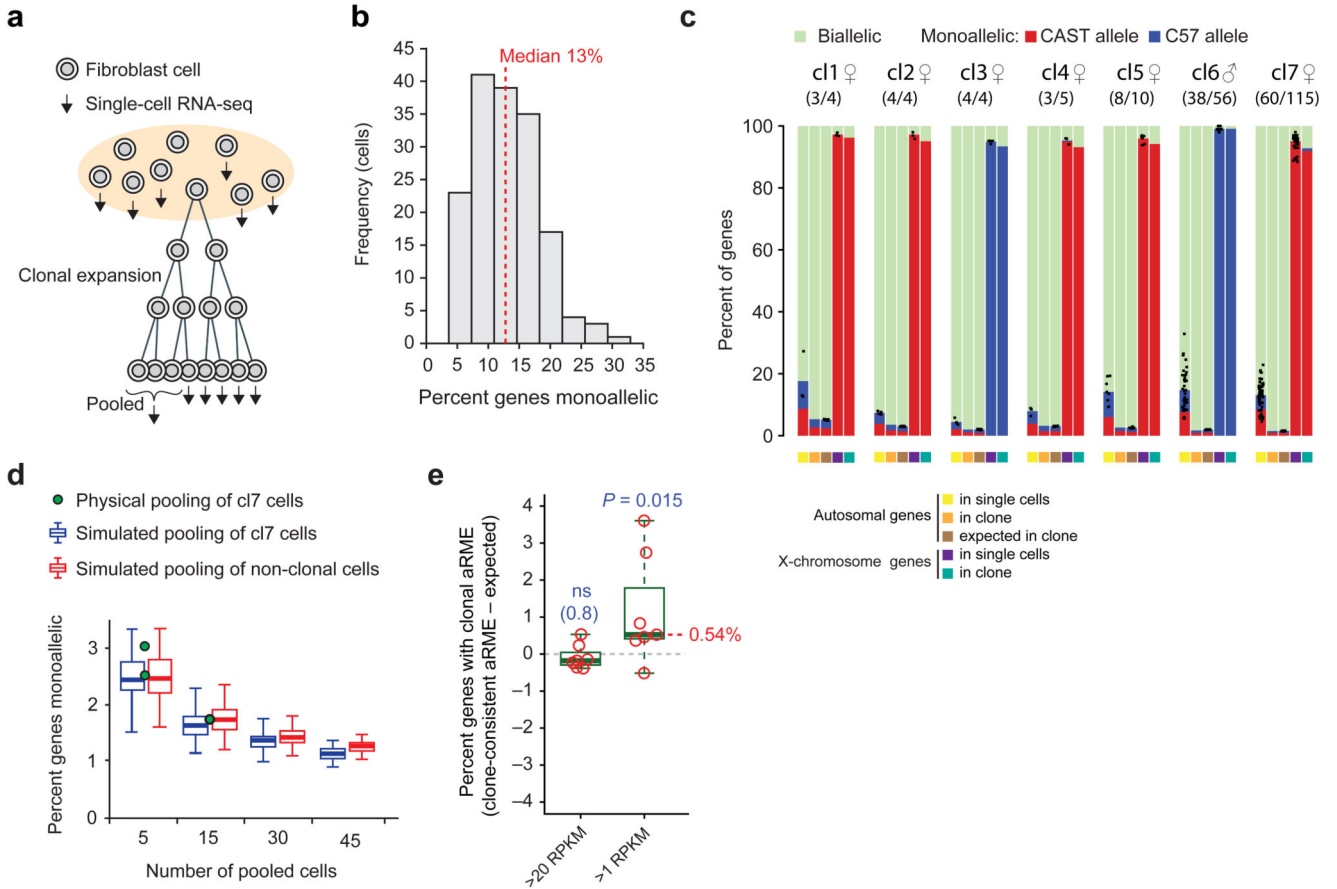 a
Fibroblast cell
Single-cell RNA-seq
Clonal expansion
Pooled
b
Median 13%
Frequency (cells)
45
40
35
30
25
20
15
10
5
0
0 5 10 15 20 25 30 35
Percent genes monoallelic
c
Biallelic Monoallelic: CAST allele C57 allele
cl1♀ cl2♀ cl3♀ cl4♀ cl5♀ cl6♂ cl7♀
(3/4) (4/4) (4/4) (3/5) (8/10) (38/56) (60/115)
Percent of genes
100
80
60
40
20
0
Autosomal genes
in single cells
in clone
expected in clone
X-chromosome genes
in single cells
in clone
d
Physical pooling of cl7 cells
Simulated pooling of cl7 cells
Simulated pooling of non-clonal cells
Percent genes monoallelic
3
2
1
0
5 15 30 45
Number of pooled cells
e
Percent genes with clonal aRME
(clone-consistent aRME – expected)
4
3
2
1
0
−1
−2
−3
−4
P = 0.015
ns
(0.8)
0.54%
>20 RPKM
>1 RPKM